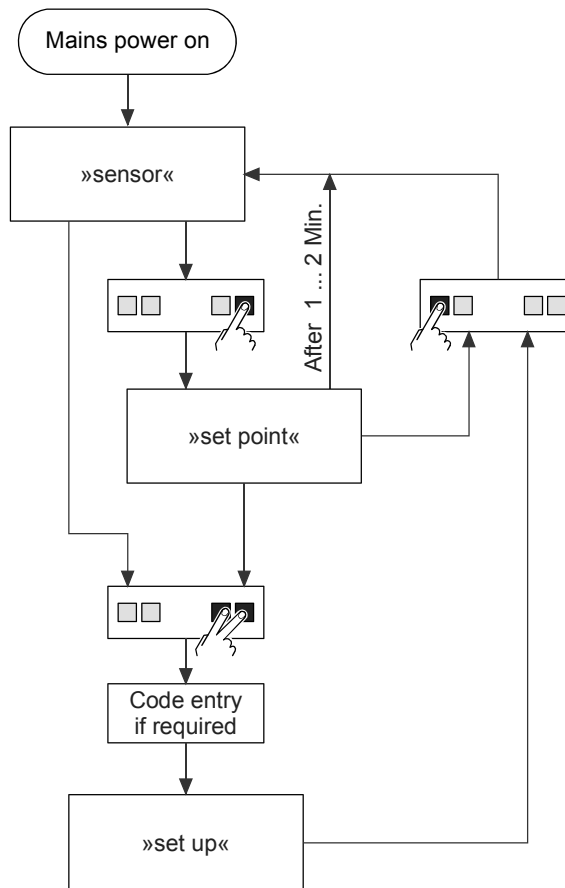 Mains power on
»sensor«
After 1 ... 2 Min.
»set point«
Code entry
if required
»set up«